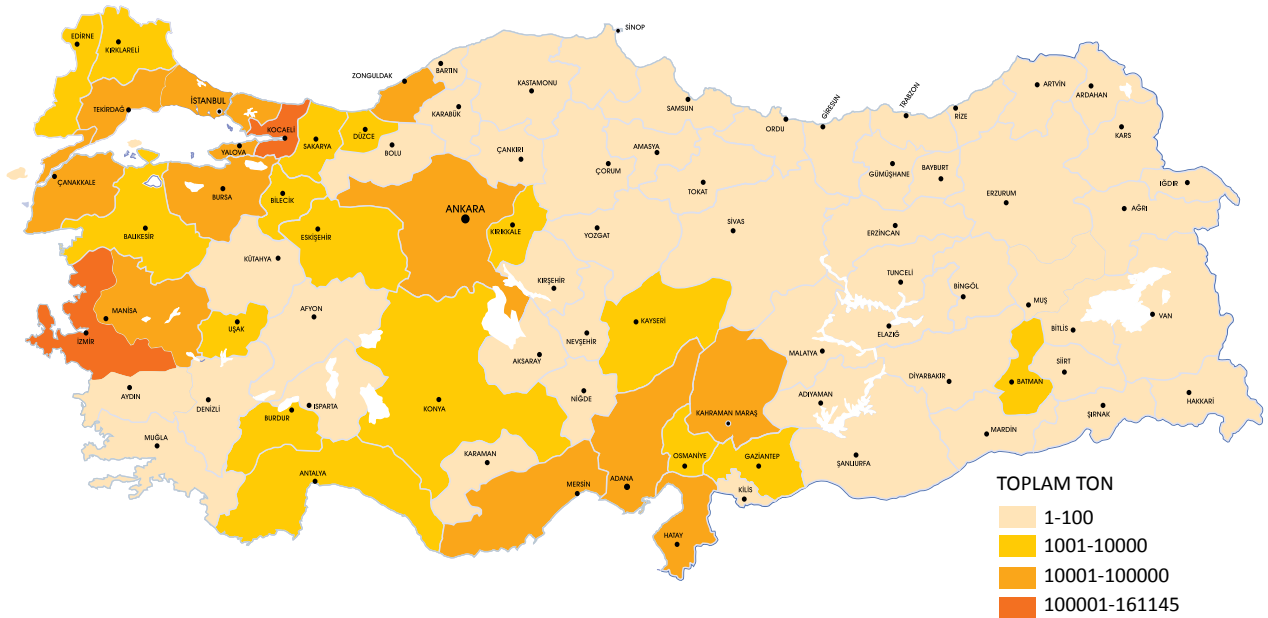 SİNOP
EDİRNE
KIRKLARELİ
BARTIN
ZONGULDAK
KASTAMONU
ARTVİN
ARDAHAN
TEKİRDAĞ
İSTANBUL
KARABÜK
SAMSUN
TRABZON
GİRESUN
RİZE
ORDU
KARS
KOCAELİ
SAKARYA
DÜZCE
YALOVA
BOLU
ÇANKIRI
AMASYA
ÇORUM
GÜMÜŞHANE
BAYBURT
ÇANAKKALE
BURSA
BİLECİK
TOKAT
ERZURUM
IĞDIR
AĞRI
ANKARA
BALIKESİR
ESKİŞEHİR
KIRIKKALE
YOZGAT
SİVAS
ERZİNCAN
KÜTAHYA
KIRŞEHİR
TUNCELİ
BİNGÖL
MUŞ
MANİSA
AFYON
UŞAK
KAYSERİ
VAN
İZMİR
NEVŞEHİR
ELAZIĞ
BİTLİS
AKSARAY
MALATYA
SİİRT
AYDIN
DENİZLİ
ISPARTA
BURDUR
KONYA
NİĞDE
ADIYAMAN
DİYARBAKIR
BATMAN
HAKKARİ
KAHRAMAN MARAŞ
ŞIRNAK
MARDİN
MUĞLA
KARAMAN
OSMANİYE
GAZİANTEP
ŞANLIURFA
ANTALYA
MERSİN
ADANA
KİLİS
HATAY
TOPLAM TON
1-100
1001-10000
10001-100000
100001-161145